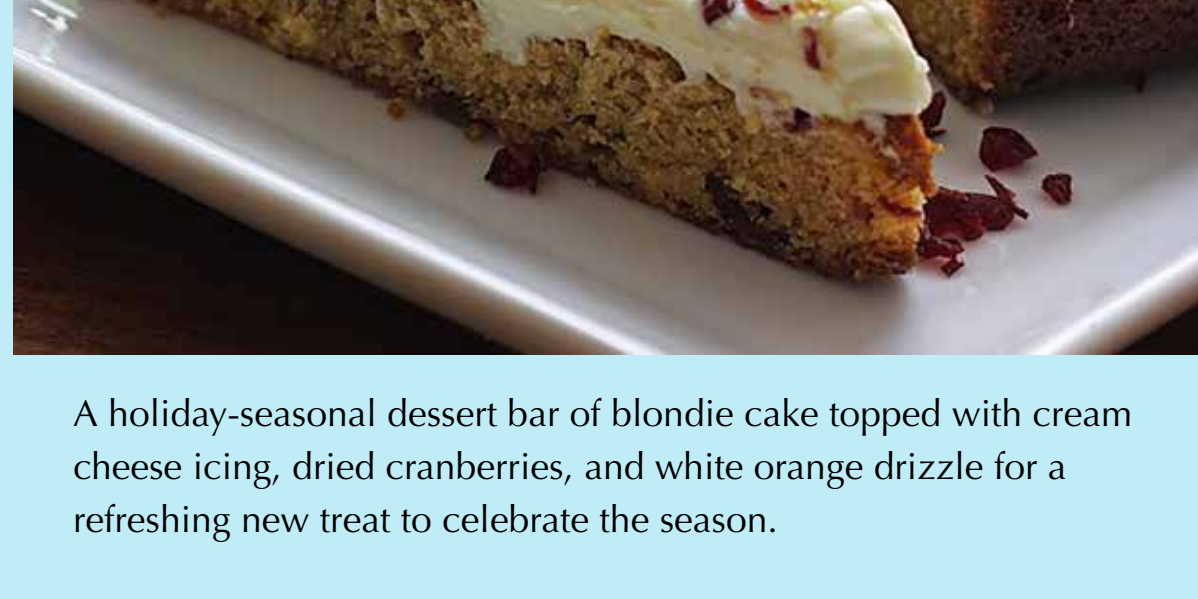 A holiday-seasonal dessert bar of blondie cake topped with cream
cheese icing, dried cranberries, and white orange drizzle for a
refreshing new treat to celebrate the season.